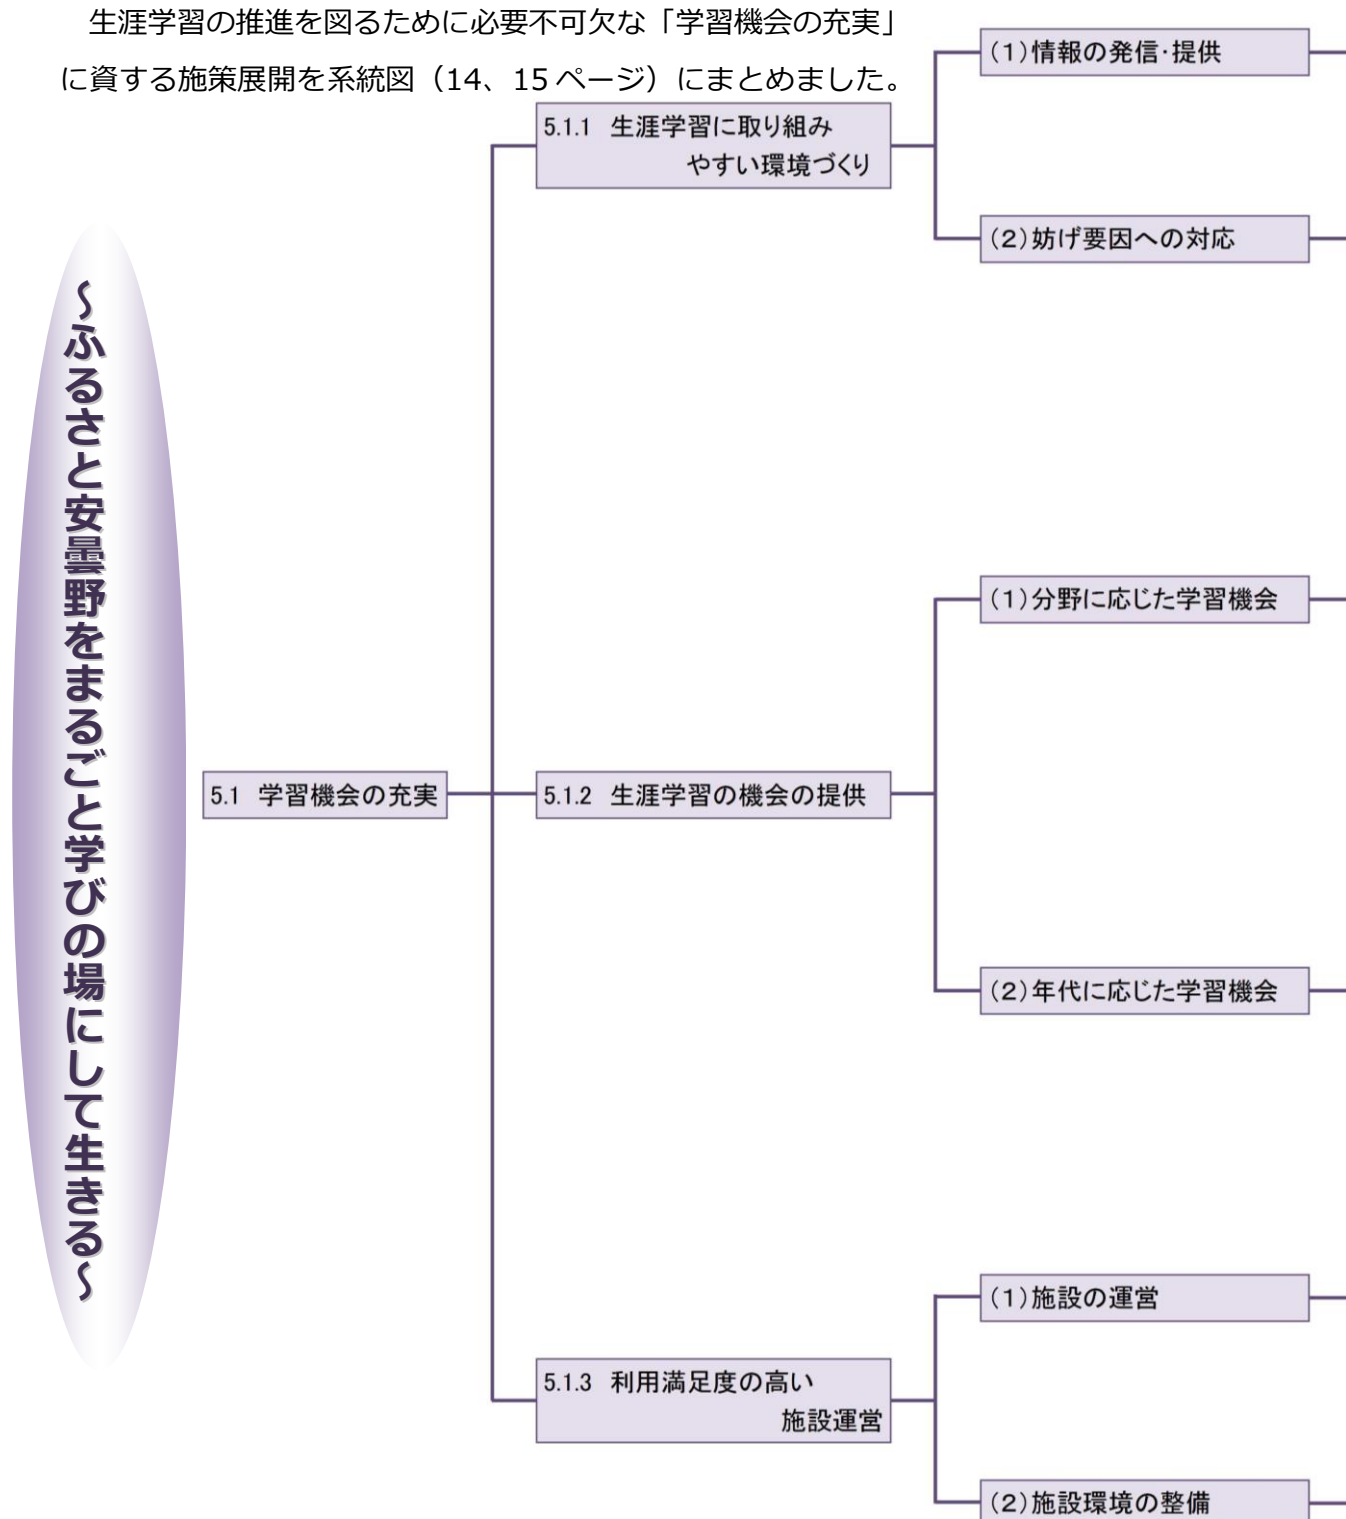 生涯学習の推進を図るために必要不可欠な「学習機会の充実」
に資する施策展開を系統図（14、15 ページ）にまとめました。
～ふるさと安曇野をまるごと学びの場にして生きる～
5.1 学習機会の充実
5.1.1 生涯学習に取り組み
やすい環境づくり
(1)情報の発信･提供
(2)妨げ要因への対応
5.1.2 生涯学習の機会の提供
(1)分野に応じた学習機会
(2)年代に応じた学習機会
5.1.3 利用満足度の高い
施設運営
(1)施設の運営
(2)施設環境の整備